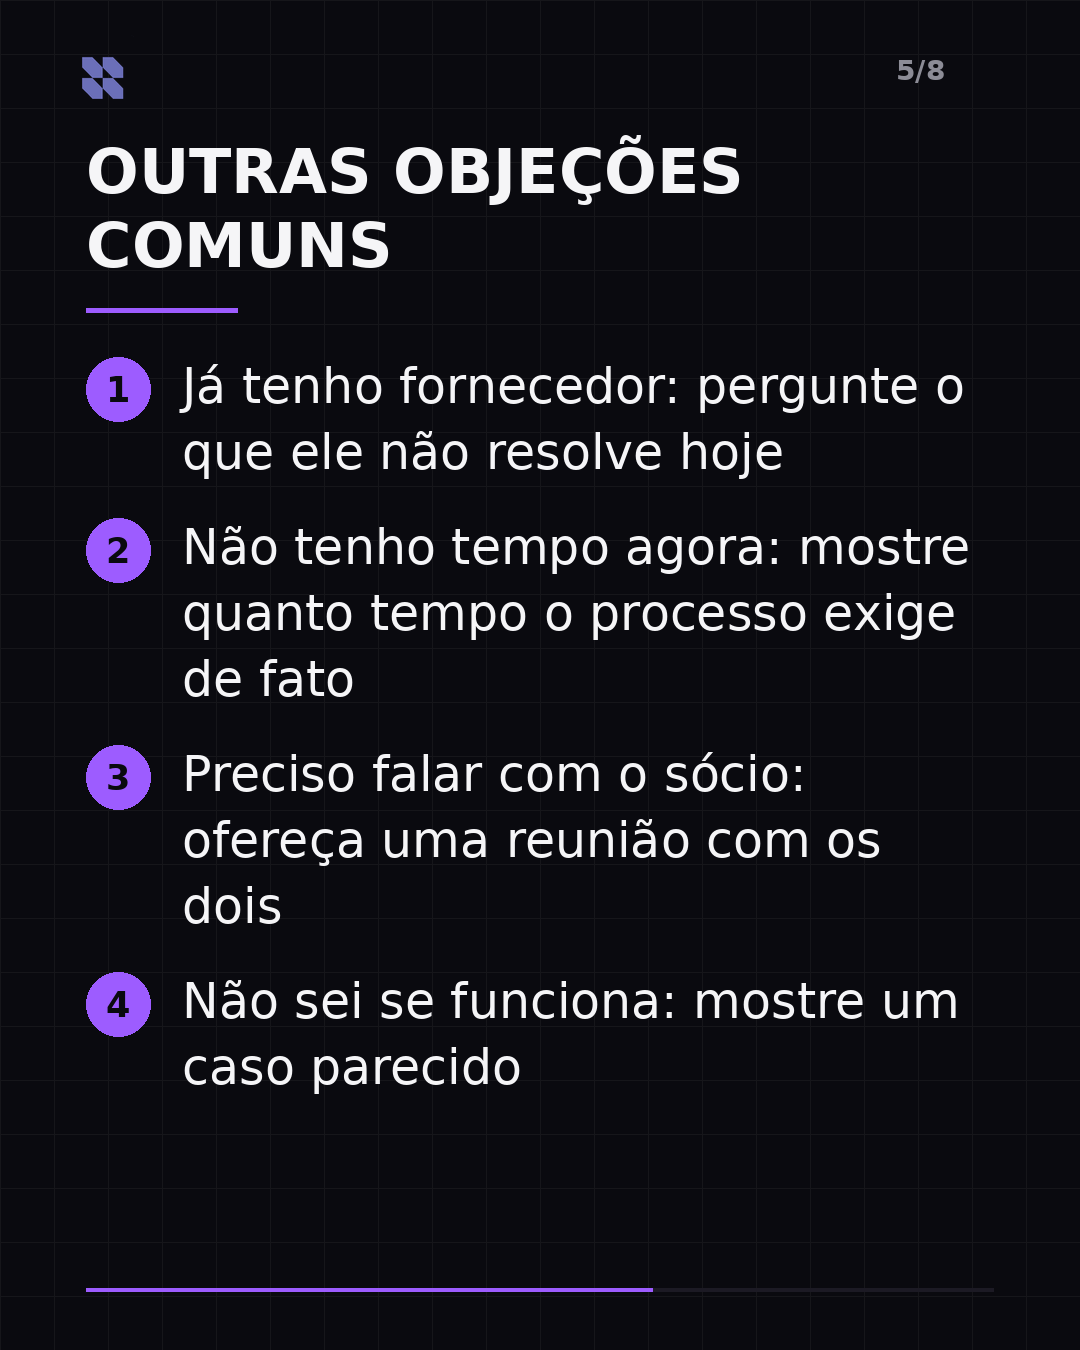 5/8
OUTRAS OBJEÇÕES
COMUNS
1 Já tenho fornecedor: pergunte o
que ele não resolve hoje
2 Não tenho tempo agora: mostre
quanto tempo o processo exige
de fato
3 Preciso falar com o sócio:
ofereça uma reunião com os
dois
4 Não sei se funciona: mostre um
caso parecido